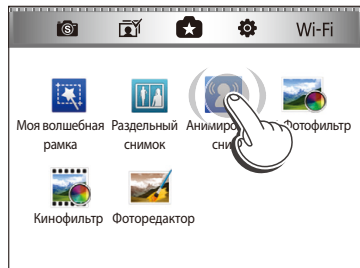 Wi-Fi
Моя волшебная
рамка
Раздельный
снимок
Фотофильтр
Кинофильтр
Фоторедактор